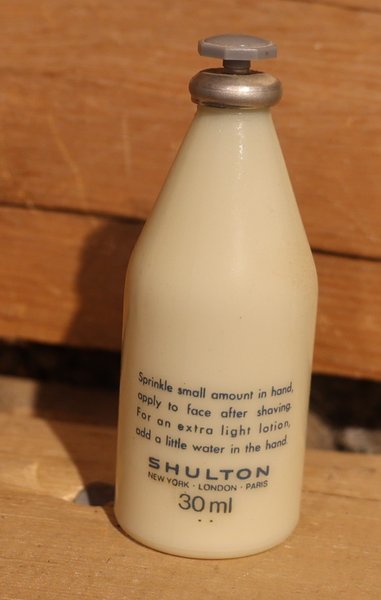 Sprinkle small amount in hand,
apply to face after shaving.
For an extra light lotion,
add a little water in the hand.
SHULTON
NEW YORK · LONDON · PARIS
30 ml